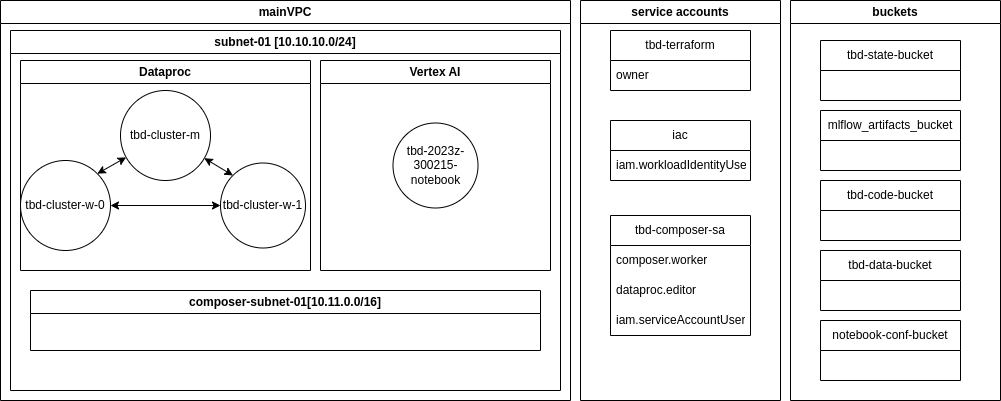 mainVPC
subnet-01 [10.10.10.0/24]
Dataproc
tbd-cluster-m
tbd-cluster-w-0
tbd-cluster-w-1
Vertex AI
tbd-2023z-
300215-
notebook
composer-subnet-01[10.11.0.0/16]
service accounts
tbd-terraform
owner
iac
iam.workloadIdentityUse
tbd-composer-sa
composer.worker
dataproc.editor
iam.serviceAccountUser
buckets
tbd-state-bucket
mlflow_artifacts_bucket
tbd-code-bucket
tbd-data-bucket
notebook-conf-bucket